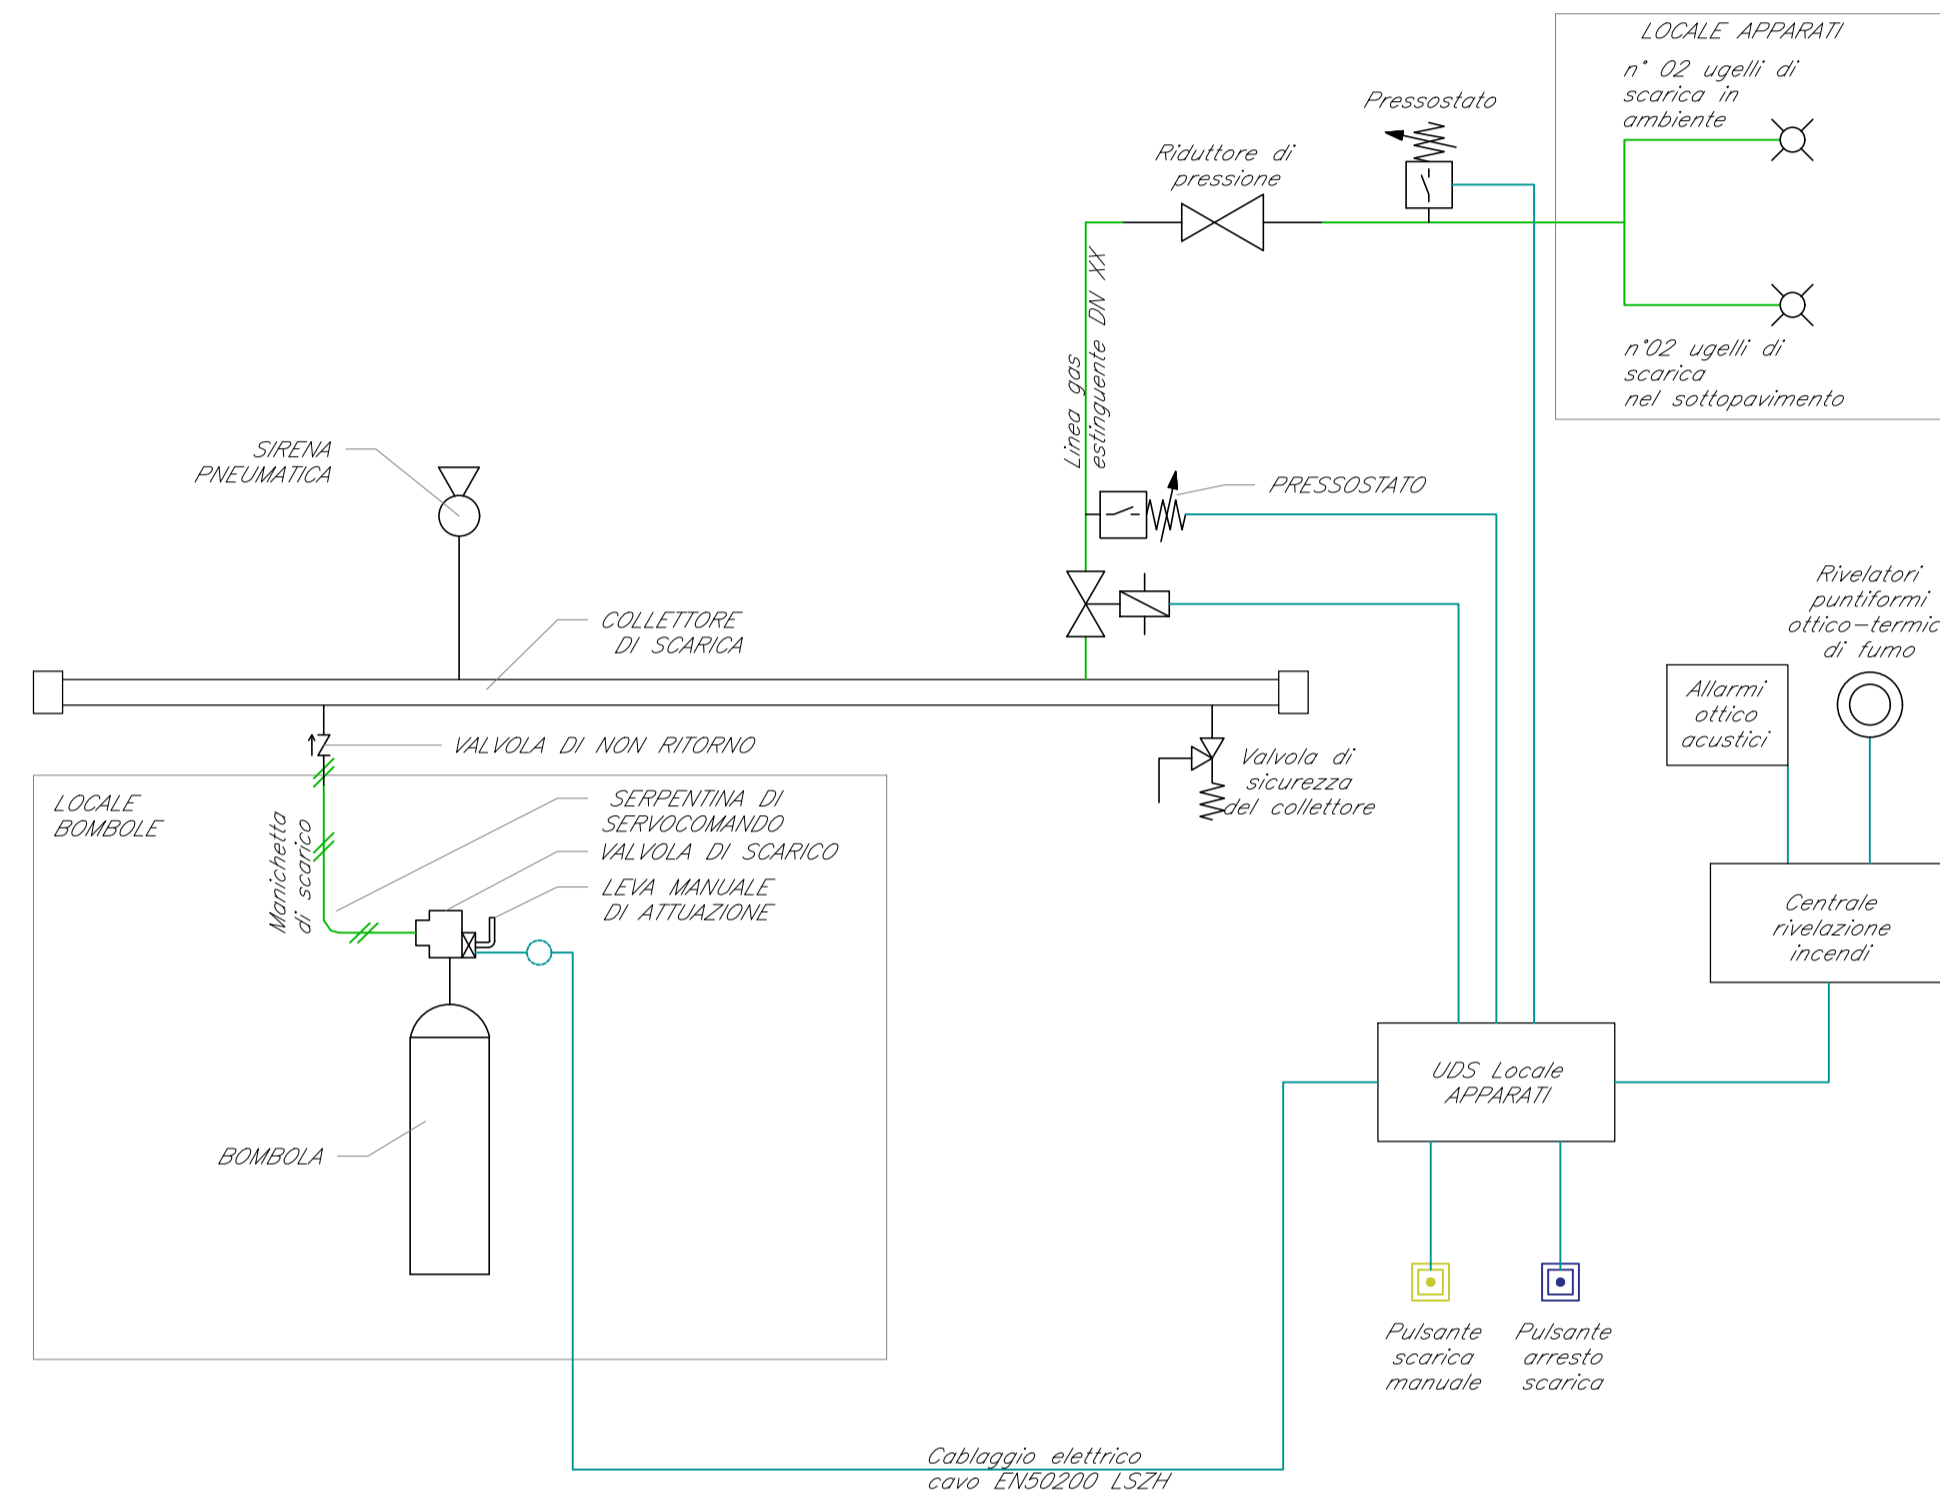 LOCALE APPARATI
n° 02 ugelli di
scarica in
ambiente
Pressostato
Riduttore di
pressione
Linea gas
estinguente DN XX
n°02 ugelli di
scarica
nel sottopavimento
SIRENA
PNEUMATICA
PRESSOSTATO
COLLETTORE
DI SCARICA
Rivelatori
puntiformi
ottico-termic
di fumo
Allarmi
ottico
acustici
VALVOLA DI NON RITORNO
Valvola di
sicurezza
del collettore
LOCALE
BOMBOLE
Manichetta
di scarico
SERPENTINA DI
SERVOCOMANDO
VALVOLA DI SCARICO
LEVA MANUALE
DI ATTUAZIONE
Centrale
rivelazione
incendi
UDS Locale
APPARATI
BOMBOLA
Pulsante
scarica
manuale
Pulsante
arresto
scarica
Cablaggio elettrico
cavo EN50200 LSZH